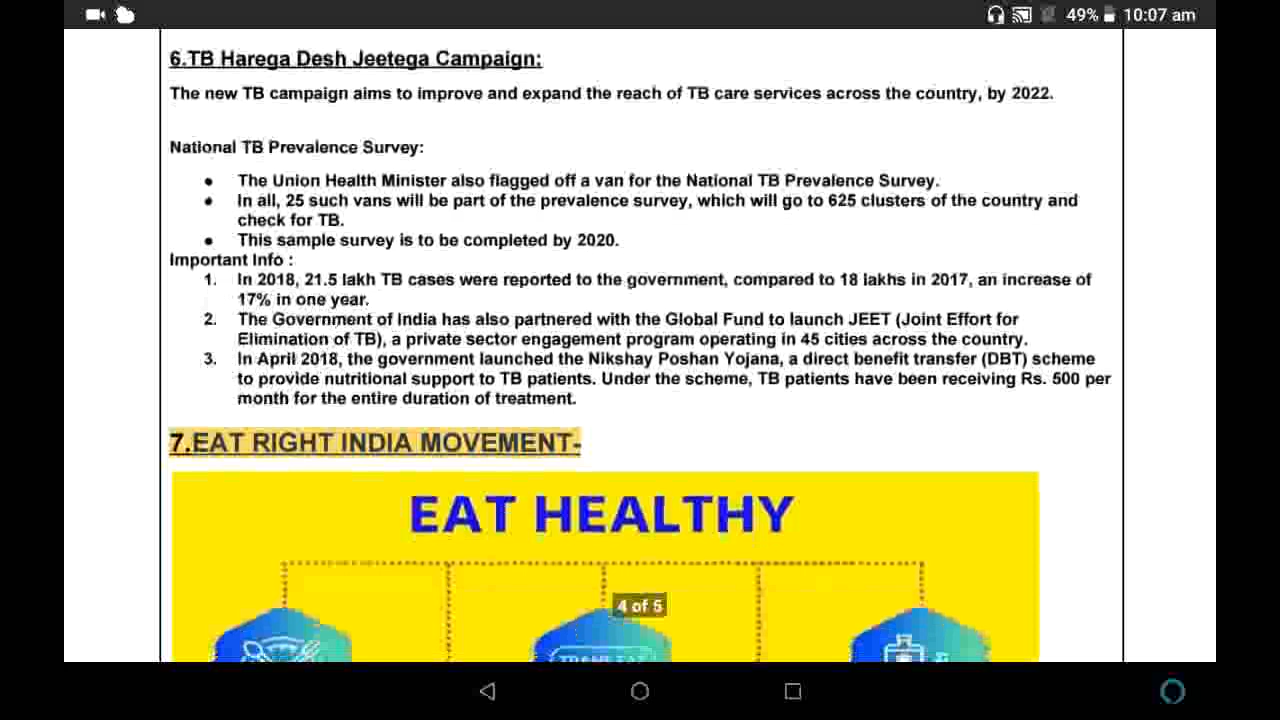 49% 10:07 am
6.TB Harega Desh Jeetega Campaign:
The new TB campaign aims to improve and expand the reach of TB care services across the country, by 2022.
National TB Prevalence Survey:
• The Union Health Minister also flagged off a van for the National TB Prevalence Survey.
• In all, 25 such vans will be part of the prevalence survey, which will go to 625 clusters of the country and
check for TB.
• This sample survey is to be completed by 2020.
Important Info :
1. In 2018, 21.5 lakh TB cases were reported to the government, compared to 18 lakhs in 2017, an increase of
17% in one year.
2. The Government of India has also partnered with the Global Fund to launch JEET (Joint Effort for
Elimination of TB), a private sector engagement program operating in 45 cities across the country.
3. In April 2018, the government launched the Nikshay Poshan Yojana, a direct benefit transfer (DBT) scheme
to provide nutritional support to TB patients. Under the scheme, TB patients have been receiving Rs. 500 per
month for the entire duration of treatment.
7.EAT RIGHT INDIA MOVEMENT-
EAT HEALTHY
4 of 5